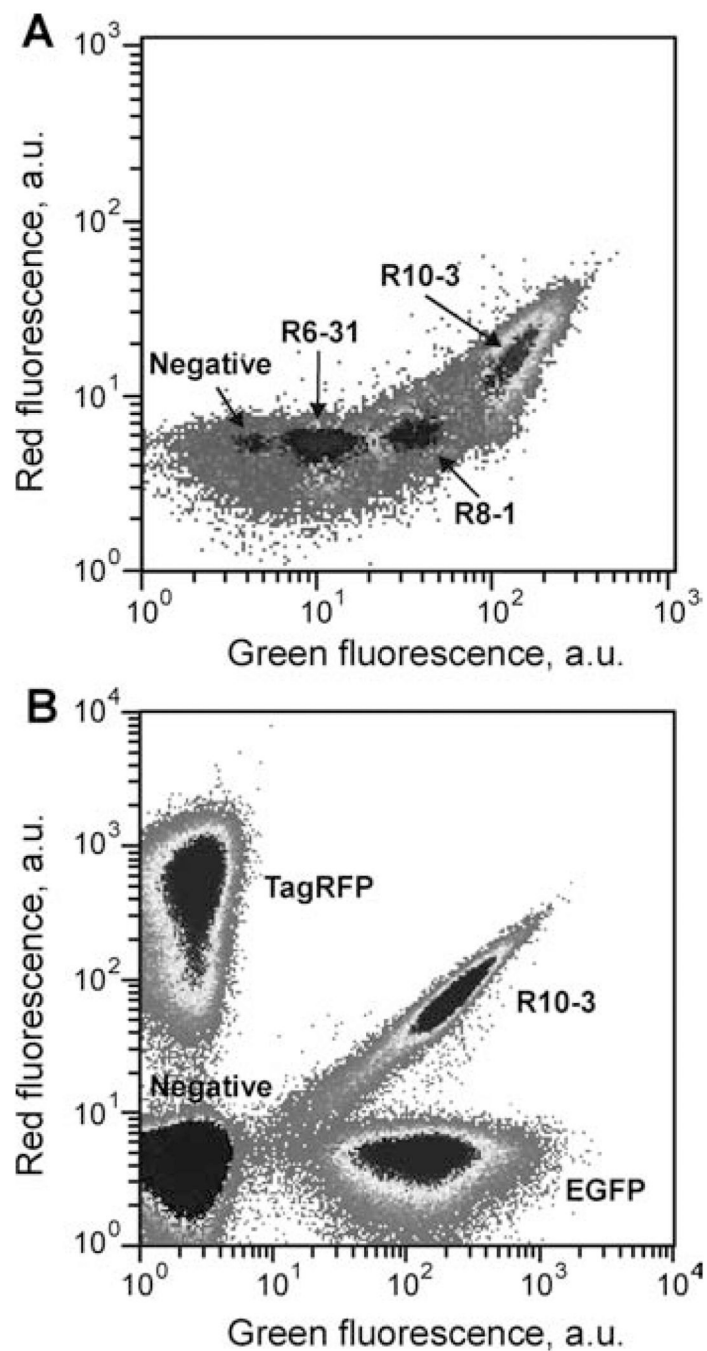 A
10³
10²
10¹
10⁰
Red fluorescence, a.u.
Negative
R6-31
R10-3
R8-1
10⁰ 10¹ 10² 10³
Green fluorescence, a.u.
B
10⁴
10³
10²
10¹
10⁰
Red fluorescence, a.u.
TagRFP
R10-3
Negative
EGFP
10⁰ 10¹ 10² 10³ 10⁴
Green fluorescence, a.u.